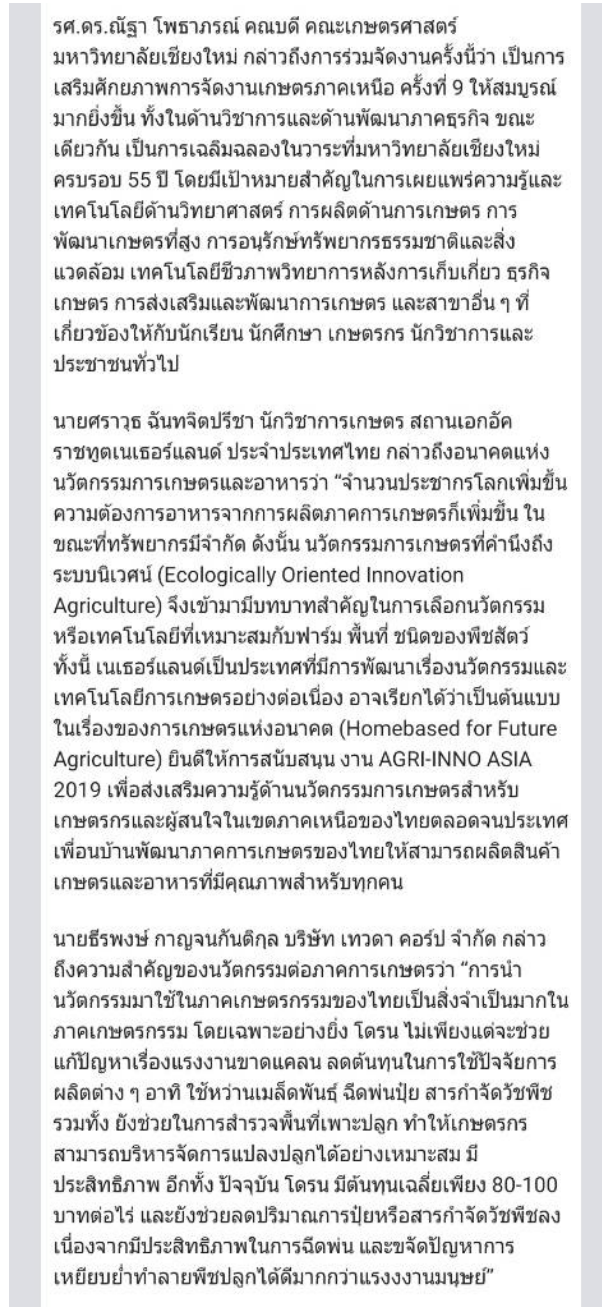 รศ.ดร.ณัฐา โพธาภรณ์ คณบดี คณะเกษตรศาสตร์
มหาวิทยาลัยเชียงใหม่ กล่าวถึงการร่วมจัดงานครั้งนี้ว่า เป็นการ
เสริมศักยภาพการจัดงานเกษตรภาคเหนือ ครั้งที่ 9 ให้สมบูรณ์
มากยิ่งขึ้น ทั้งในด้านวิชาการและด้านพัฒนาภาคธุรกิจ ขณะ
เดียวกัน เป็นการเฉลิมฉลองในวาระที่มหาวิทยาลัยเชียงใหม่
ครบรอบ 55 ปี โดยมีเป้าหมายสำคัญในการเผยแพร่ความรู้และ
เทคโนโลยีด้านวิทยาศาสตร์ การผลิตด้านการเกษตร การ
พัฒนาเกษตรที่สูง การอนุรักษ์ทรัพยากรธรรมชาติและสิ่ง
แวดล้อม เทคโนโลยีชีวภาพวิทยาการหลังการเก็บเกี่ยว ธุรกิจ
เกษตร การส่งเสริมและพัฒนาการเกษตร และสาขาอื่น ๆ ที่
เกี่ยวข้องให้กับนักเรียน นักศึกษา เกษตรกร นักวิชาการและ
ประชาชนทั่วไป
นายศราวุธ ฉันทจิตปรีชา นักวิชาการเกษตร สถานเอกอัค
ราชทูตเนเธอร์แลนด์ ประจำประเทศไทย กล่าวถึงอนาคตแห่ง
นวัตกรรมการเกษตรและอาหารว่า “จำนวนประชากรโลกเพิ่มขึ้น
ความต้องการอาหารจากการผลิตภาคการเกษตรก็เพิ่มขึ้น ใน
ขณะที่ทรัพยากรมีจำกัด ดังนั้น นวัตกรรมการเกษตรที่คำนึงถึง
ระบบนิเวศน์ (Ecologically Oriented Innovation
Agriculture) จึงเข้ามามีบทบาทสำคัญในการเลือกนวัตกรรม
หรือเทคโนโลยีที่เหมาะสมกับฟาร์ม พื้นที่ ชนิดของพืชสัตว์
ทั้งนี้ เนเธอร์แลนด์เป็นประเทศที่มีการพัฒนาเรื่องนวัตกรรมและ
เทคโนโลยีการเกษตรอย่างต่อเนื่อง อาจเรียกได้ว่าเป็นต้นแบบ
ในเรื่องของการเกษตรแห่งอนาคต (Homebased for Future
Agriculture) ยินดีให้การสนับสนุน งาน AGRI-INNO ASIA
2019 เพื่อส่งเสริมความรู้ด้านนวัตกรรมการเกษตรสำหรับ
เกษตรกรและผู้สนใจในเขตภาคเหนือของไทยตลอดจนประเทศ
เพื่อนบ้านพัฒนาภาคการเกษตรของไทยให้สามารถผลิตสินค้า
เกษตรและอาหารที่มีคุณภาพสำหรับทุกคน
นายธีรพงษ์ กาญจนกันติกุล บริษัท เทวดา คอร์ป จำกัด กล่าว
ถึงความสำคัญของนวัตกรรมต่อภาคการเกษตรว่า “การนำ
นวัตกรรมมาใช้ในภาคเกษตรกรรมของไทยเป็นสิ่งจำเป็นมากใน
ภาคเกษตรกรรม โดยเฉพาะอย่างยิ่ง โดรน ไม่เพียงแต่จะช่วย
แก้ปัญหาเรื่องแรงงานขาดแคลน ลดต้นทุนในการใช้ปัจจัยการ
ผลิตต่าง ๆ อาทิ ใช้หว่านเมล็ดพันธุ์ ฉีดพ่นปุ๋ย สารกำจัดวัชพืช
รวมทั้ง ยังช่วยในการสำรวจพื้นที่เพาะปลูก ทำให้เกษตรกร
สามารถบริหารจัดการแปลงปลูกได้อย่างเหมาะสม มี
ประสิทธิภาพ อีกทั้ง ปัจจุบัน โดรน มีต้นทุนเฉลี่ยเพียง 80-100
บาทต่อไร่ และยังช่วยลดปริมาณการปุ๋ยหรือสารกำจัดวัชพืชลง
เนื่องจากมีประสิทธิภาพในการฉีดพ่น และขจัดปัญหาการ
เหยียบย่ำทำลายพืชปลูกได้ดีมากกว่าแรงงงานมนุษย์”